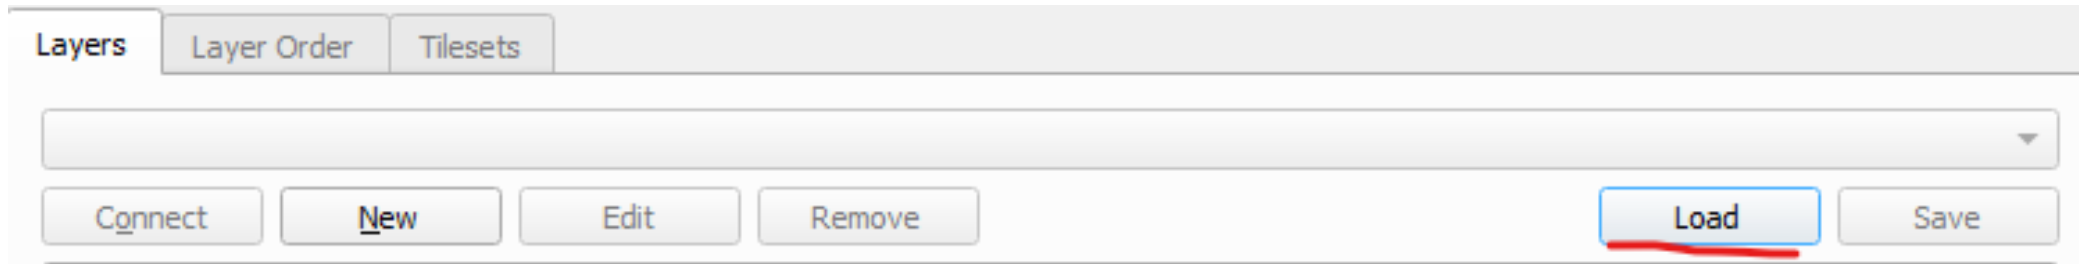 Layers Layer Order Tilesets
Connect New Edit Remove Load Save